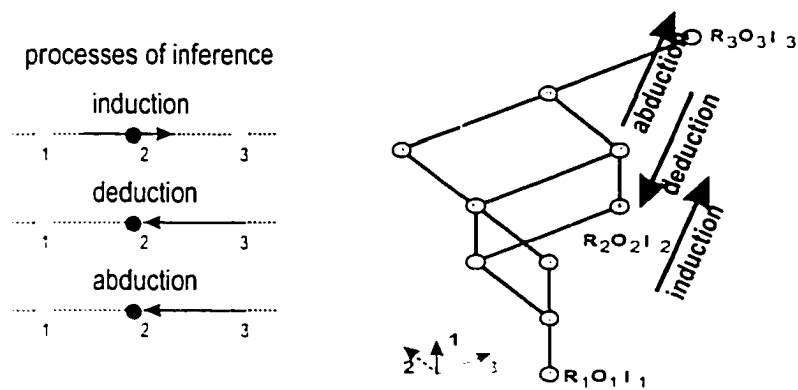 processes of inference
induction
1 2 3
deduction
1 2 3
abduction
1 2 3
R3O3I3
abduction
deduction
R2O2I2
induction
1
2 3
R1O1I1